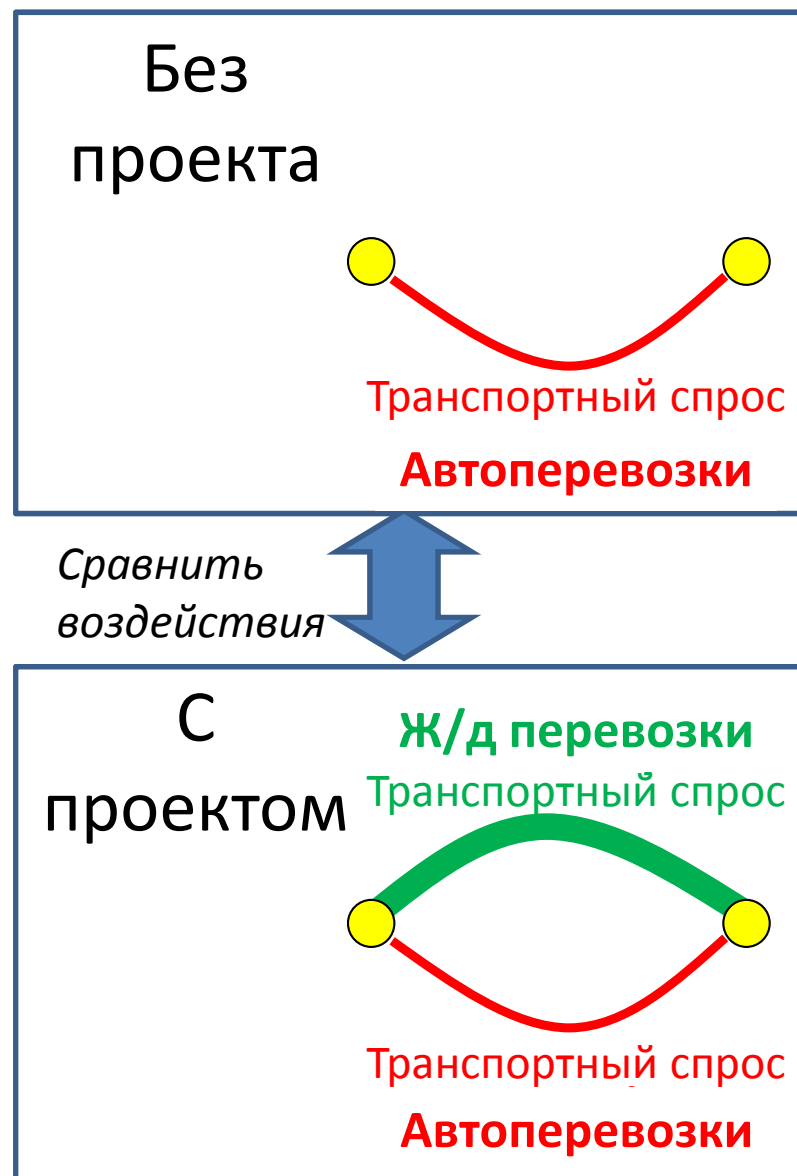 Без
проекта
Транспортный спрос
Автоперевозки
Сравнить
воздействия
С
проектом
Ж/д перевозки
Транспортный спрос
Транспортный спрос
Автоперевозки